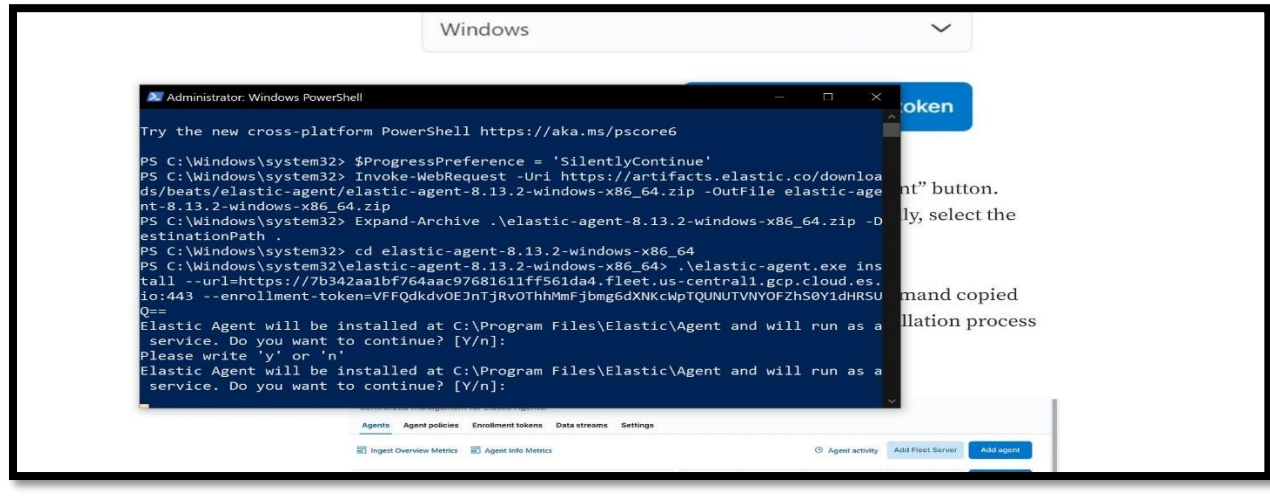 Windows
Administrator: Windows PowerShell
oken
Try the new cross-platform PowerShell https://aka.ms/pscore6
PS C:\Windows\system32> $ProgressPreference = 'SilentlyContinue'
PS C:\Windows\system32> Invoke-WebRequest -Uri https://artifacts.elastic.co/downloa
ds/beats/elastic-agent/elastic-agent-8.13.2-windows-x86_64.zip -OutFile elastic-age
nt-8.13.2-windows-x86_64.zip
PS C:\Windows\system32> Expand-Archive .\elastic-agent-8.13.2-windows-x86_64.zip -D
estinationPath .
PS C:\Windows\system32> cd elastic-agent-8.13.2-windows-x86_64
PS C:\Windows\system32\elastic-agent-8.13.2-windows-x86_64> .\elastic-agent.exe ins
tall --url=https://7b342aa1bf764aac97681611ff561da4.fleet.us-central1.gcp.cloud.es.
io:443 --enrollment-token=VFFQdkdvOEJnTjRvOThhMmFjbmg6dXNKcWpTQUNUTVNYOFZhS0Y1dHRSU
Q==
Elastic Agent will be installed at C:\Program Files\Elastic\Agent and will run as a
service. Do you want to continue? [Y/n]:
Please write 'y' or 'n'
Elastic Agent will be installed at C:\Program Files\Elastic\Agent and will run as a
service. Do you want to continue? [Y/n]:
nt” button.
ly, select the
mand copied
llation process
Agents Agent policies Enrollment tokens Data streams Settings
Ingest Overview Metrics Agent Info Metrics Agent activity Add Fleet Server Add agent